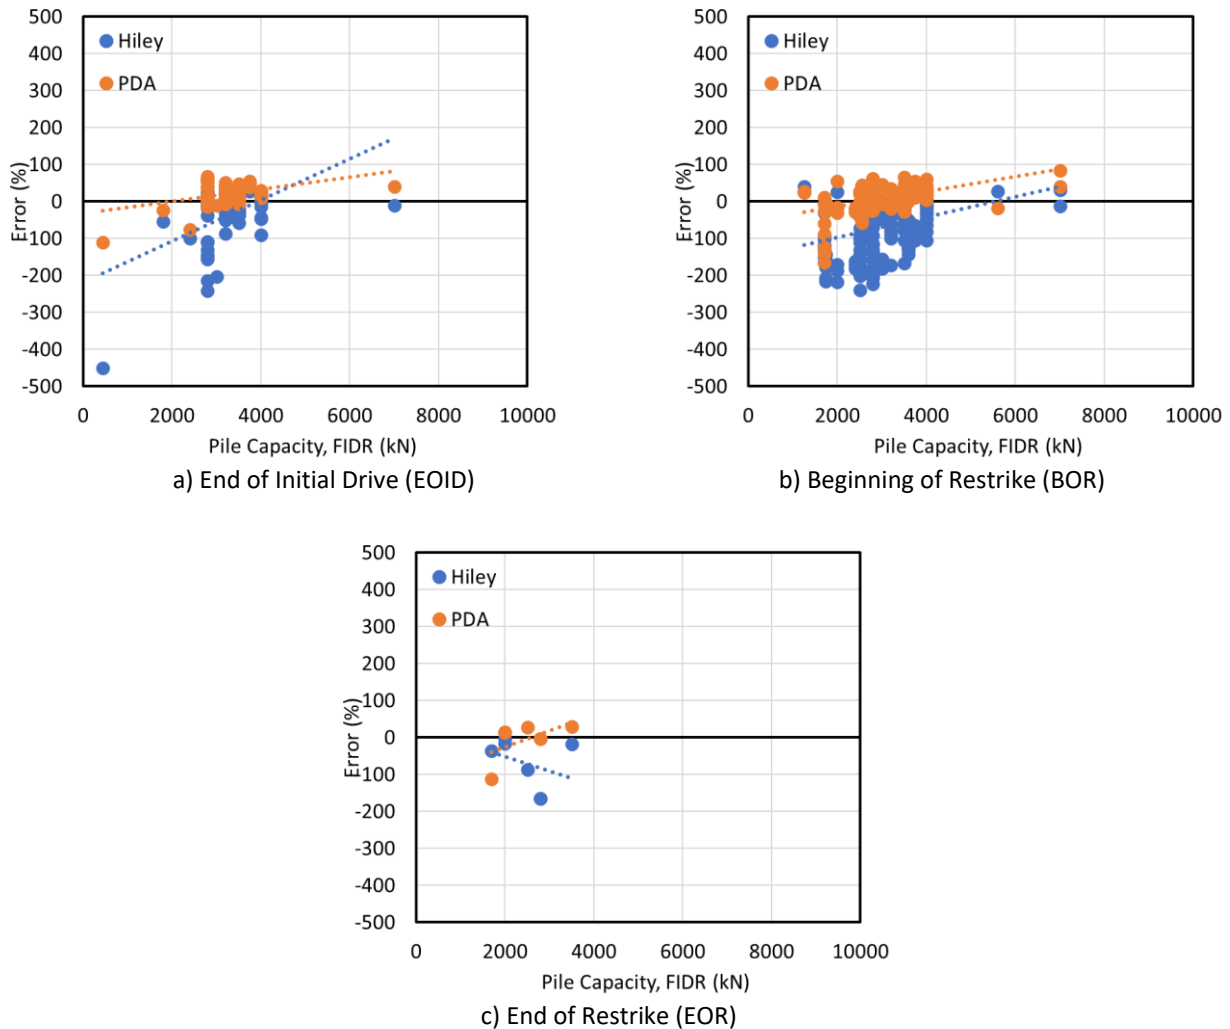 500
400
300
200
100
0
100
-200
-300
-400
-500
Error (%)
Hiley
PDA
0 2000 4000 6000 8000 10000
Pile Capacity, FIDR (kN)
a) End of Initial Drive (EOID)
500
400
300
200
100
0
100
-200
-300
-400
-500
Error (%)
Hiley
PDA
0 2000 4000 6000 8000 10000
Pile Capacity, FIDR (kN)
b) Beginning of Restrike (BOR)
500
400
300
200
100
0
100
-200
-300
-400
-500
Error (%)
Hiley
PDA
0 2000 4000 6000 8000 10000
Pile Capacity, FIDR (kN)
c) End of Restrike (EOR)